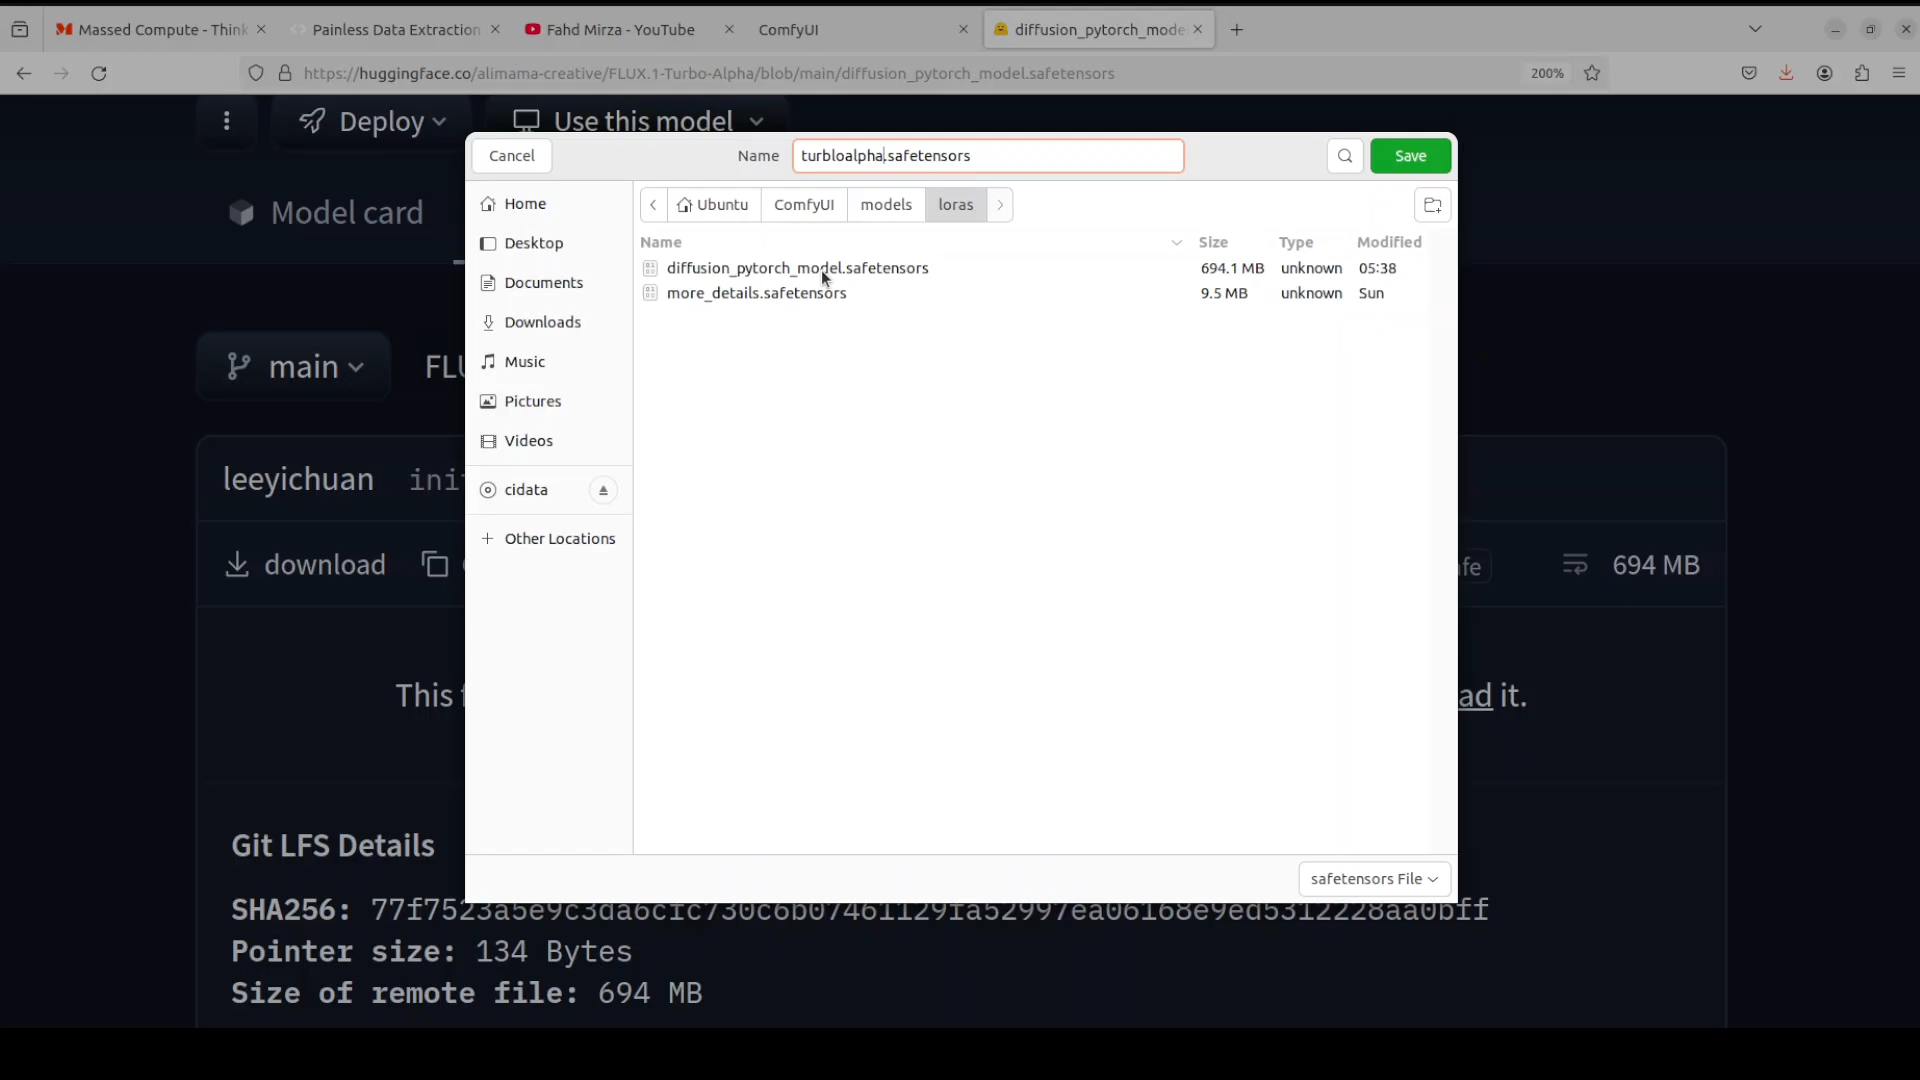 Massed Compute - Think
Painless Data Extraction
Fahd Mirza - YouTube
ComfyUI
diffusion_pytorch_mode
https://huggingface.co/alimama-creative/FLUX.1-Turbo-Alpha/blob/main/diffusion_pytorch_model.safetensors
200%
Deploy
Use this model
Cancel
Name
turbloalpha.safetensors
Save
Model card
Home
Ubuntu
ComfyUI
models
loras
Desktop
Name
Size
Type
Modified
diffusion_pytorch_model.safetensors
694.1 MB
unknown
05:38
Documents
more_details.safetensors
9.5 MB
unknown
Sun
Downloads
Music
main
FLU
Pictures
Videos
leeyichuan
init
cidata
Other Locations
download
fe
694 MB
This f
ad it.
Git LFS Details
safetensors File
SHA256: 77f7523a5e9c3da6cfc730c6b07461129fa52997ea06168e9ed5312228aa0bff
Pointer size: 134 Bytes
Size of remote file: 694 MB